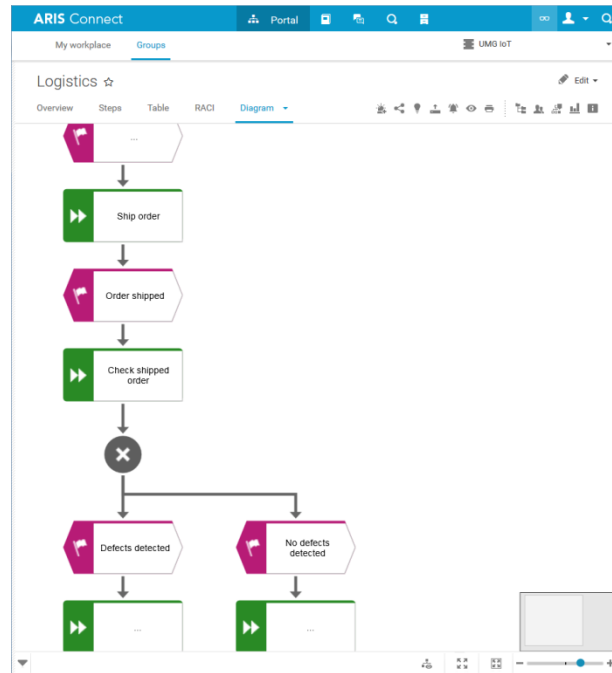 ARIS Connect
Portal
My workplace
Groups
UMG IoT
Logistics
Edit
Overview
Steps
Table
RACI
Diagram
...
Ship order
Order shipped
Check shipped
order
Defects detected
No defects
detected
...
...